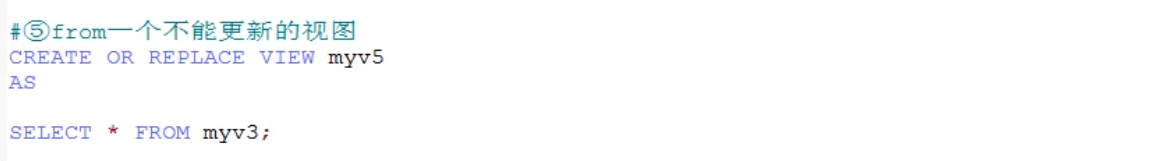 #⑤from一个不能更新的视图
CREATE OR REPLACE VIEW myv5
AS
SELECT * FROM myv3;